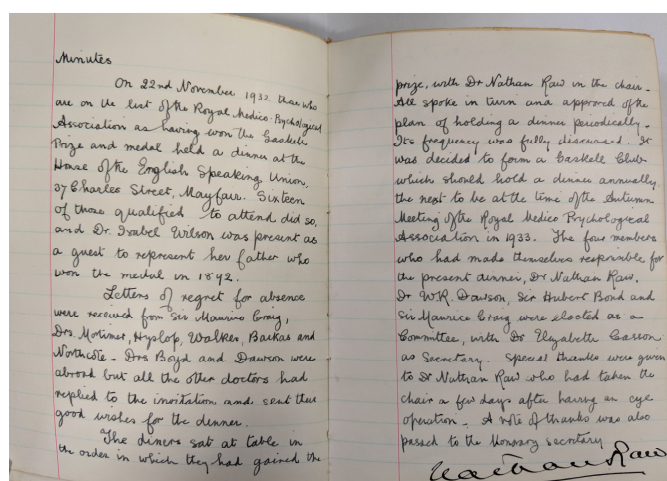 Minutes
On 22nd November 1932 those who
are on the list of the Royal Medico-Psychological
Association as having won the Gaskell
Prize and medal held a dinner at the
House of the English Speaking Union,
37 Charles Street, Mayfair. Sixteen
of those qualified to attend did so,
and Dr. Isabel Wilson was present as
a guest to represent her father who
won the medal in 1892.
Letters of regret for absence
were received from Sir Maurice Craig,
Drs. Mortimer, Hyslop, Walker, Barkas and
Northcote. Drs Boyd and Dawson were
abroad but all the other doctors had
replied to the invitation and sent their
good wishes for the dinner.
The diners sat at table in
the order in which they had gained the
prize, with Dr Nathan Raw in the chair.
All spoke in turn and approved of the
plan of holding a dinner periodically.
Its frequency was fully discussed. It
was decided to form a Gaskell Club
which should hold a dinner annually
the next to be at the time of the Autumn
Meeting of the Royal Medico Psychological
Association in 1933. The four members
who had made themselves responsible for
the present dinner, Dr Nathan Raw,
Dr W.R. Dawson, Sir Hubert Bond and
Sir Maurice Craig were elected as a
Committee, with Dr Elizabeth Casson
as Secretary. Special thanks were given
to Dr Nathan Raw who had taken the
chair a few days after having an eye
operation. A note of thanks was also
passed to the Honorary Secretary
Nathan Raw